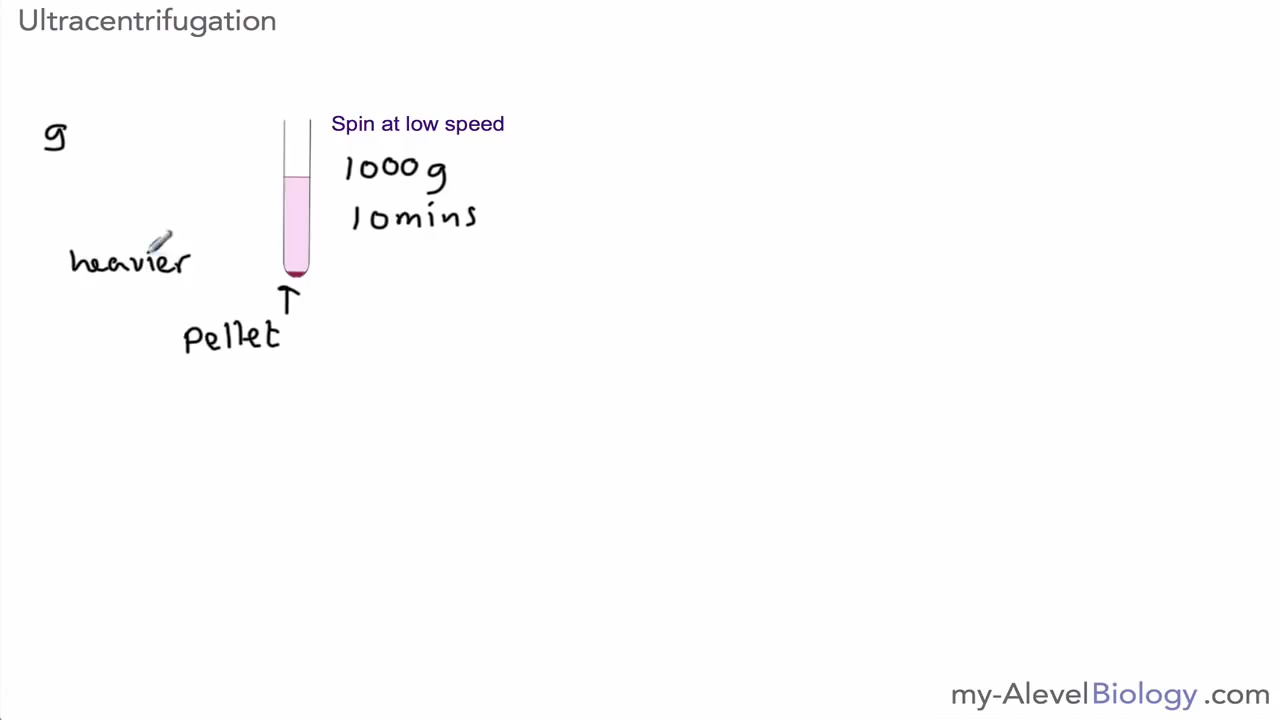 Ultracentrifugation
g
Spin at low speed
1000g
10mins
heavier
Pellet
my-AlevelBiology.com